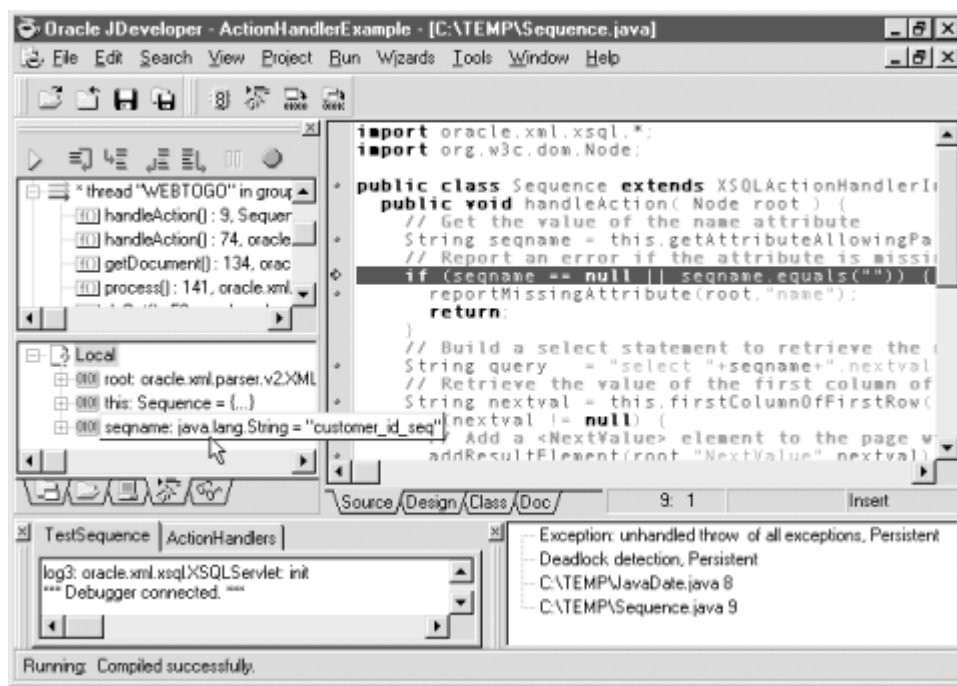 Oracle JDeveloper - ActionHandlerExample - [C:\TEMP\Sequence.java]
File Edit Search View Project Run Wizards Tools Window Help
* thread "WEBTOGO" in group
handleAction() : 9, Sequen
handleAction() : 74, oracle.
getDocument() : 134, orac
process() : 141, oracle.xml.
Local
root: oracle.xml.parser.v2.XML
this: Sequence = {...}
seqname: java.lang.String = "customer_id_seq"
import oracle.xml.xsql.*;
import org.w3c.dom.Node;
public class Sequence extends XSQLActionHandlerI
public void handleAction( Node root ) {
// Get the value of the name attribute
String seqname = this.getAttributeAllowingPa
// Report an error if the attribute is missi
if (seqname == null || seqname.equals("")) {
reportMissingAttribute(root,"name");
return;
}
// Build a select statement to retrieve the
String query = "select "+seqname+".nextval
// Retrieve the value of the first column of
String nextval = this.firstColumnOfFirstRow(
(nextval != null) {
// Add a <NextValue> element to the page w
addResultElement(root "NextValue" nextval)
Source Design Class Doc
9: 1 Insert
TestSequence ActionHandlers
log3: oracle.xml.xsql.XSQLServlet: init
*** Debugger connected. ***
Exception: unhandled throw of all exceptions, Persistent
Deadlock detection, Persistent
C:\TEMP\JavaDate.java 8
C:\TEMP\Sequence.java 9
Running: Compiled successfully.